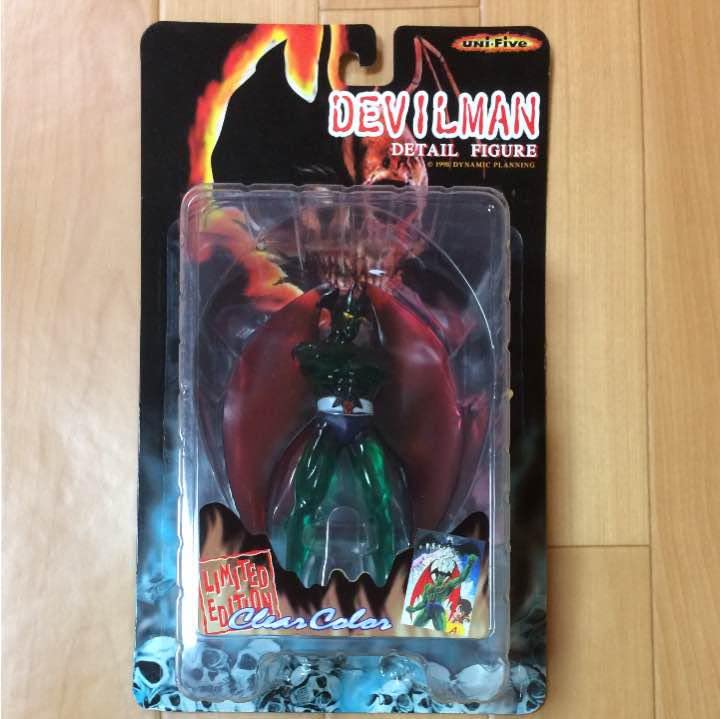 UNI·FIVE
DEVILMAN
DETAIL FIGURE
© 1998 DYNAMIC PLANNING
LIMITED
EDITION
Clear Color